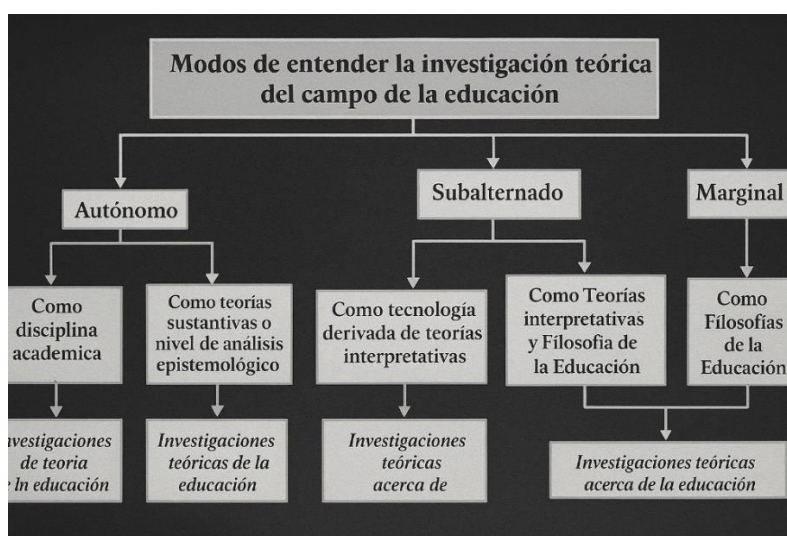 Modos de entender la investigación teórica
del campo de la educación
Autónomo
Subalternado
Marginal
Como
disciplina
academica
Como teorías
sustantivas o
nivel de análisis
epistemológico
Como tecnología
derivada de teorías
interpretativas
Como Teorías
interpretativas
y Fílosofia de
la Educación
Como
Fílosofías
de la
Educación
nvestigaciones
de teoria
e ln educación
Investigaciones
teóricas de la
educación
Investigaciones
teóricas
acerca de
Investigaciones teóricas
acerca de la educación